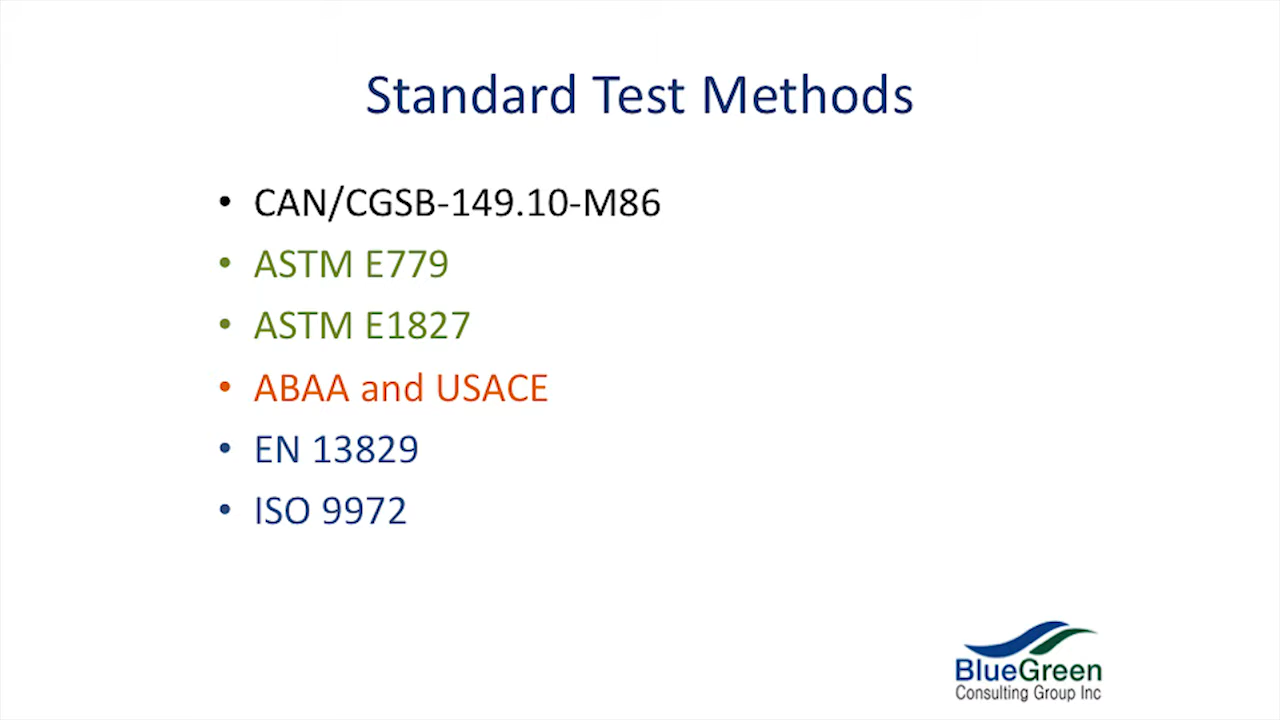 Standard Test Methods
• CAN/CGSB-149.10-M86
• ASTM E779
• ASTM E1827
• ABAA and USACE
• EN 13829
• ISO 9972
BlueGreen
Consulting Group Inc